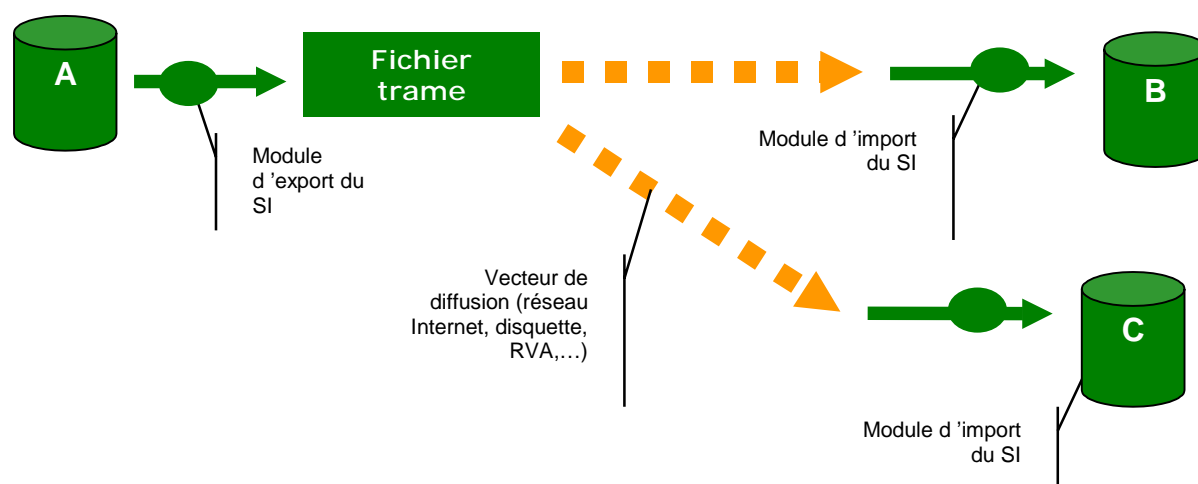 A
Fichier
trame
B
Module
d 'export du
SI
Module d 'import
du SI
Vecteur de
diffusion (réseau
Internet, disquette,
RVA,…)
C
Module d 'import
du SI